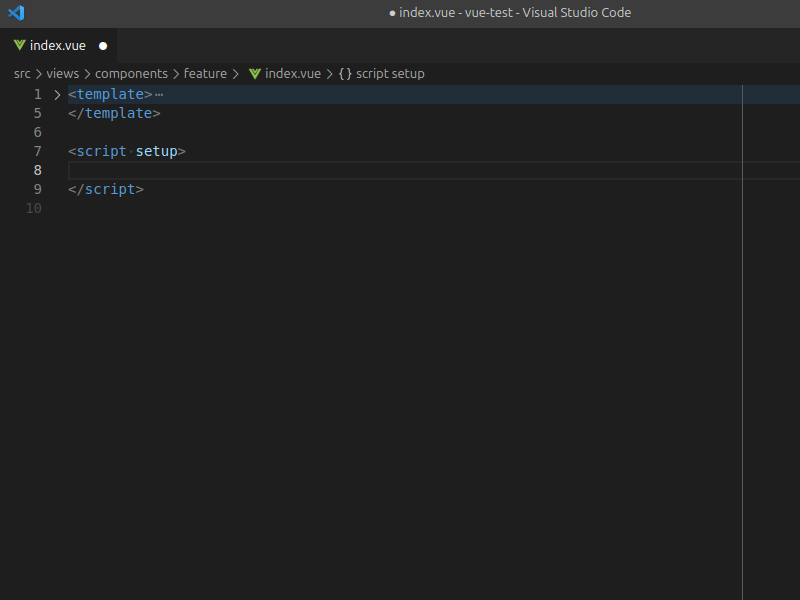 ● index.vue - vue-test - Visual Studio Code
index.vue ●
src > views > components > feature > index.vue > {} script setup
1 > <template>⋯
5 </template>
6
7 <script·setup>
8
9 </script>
10